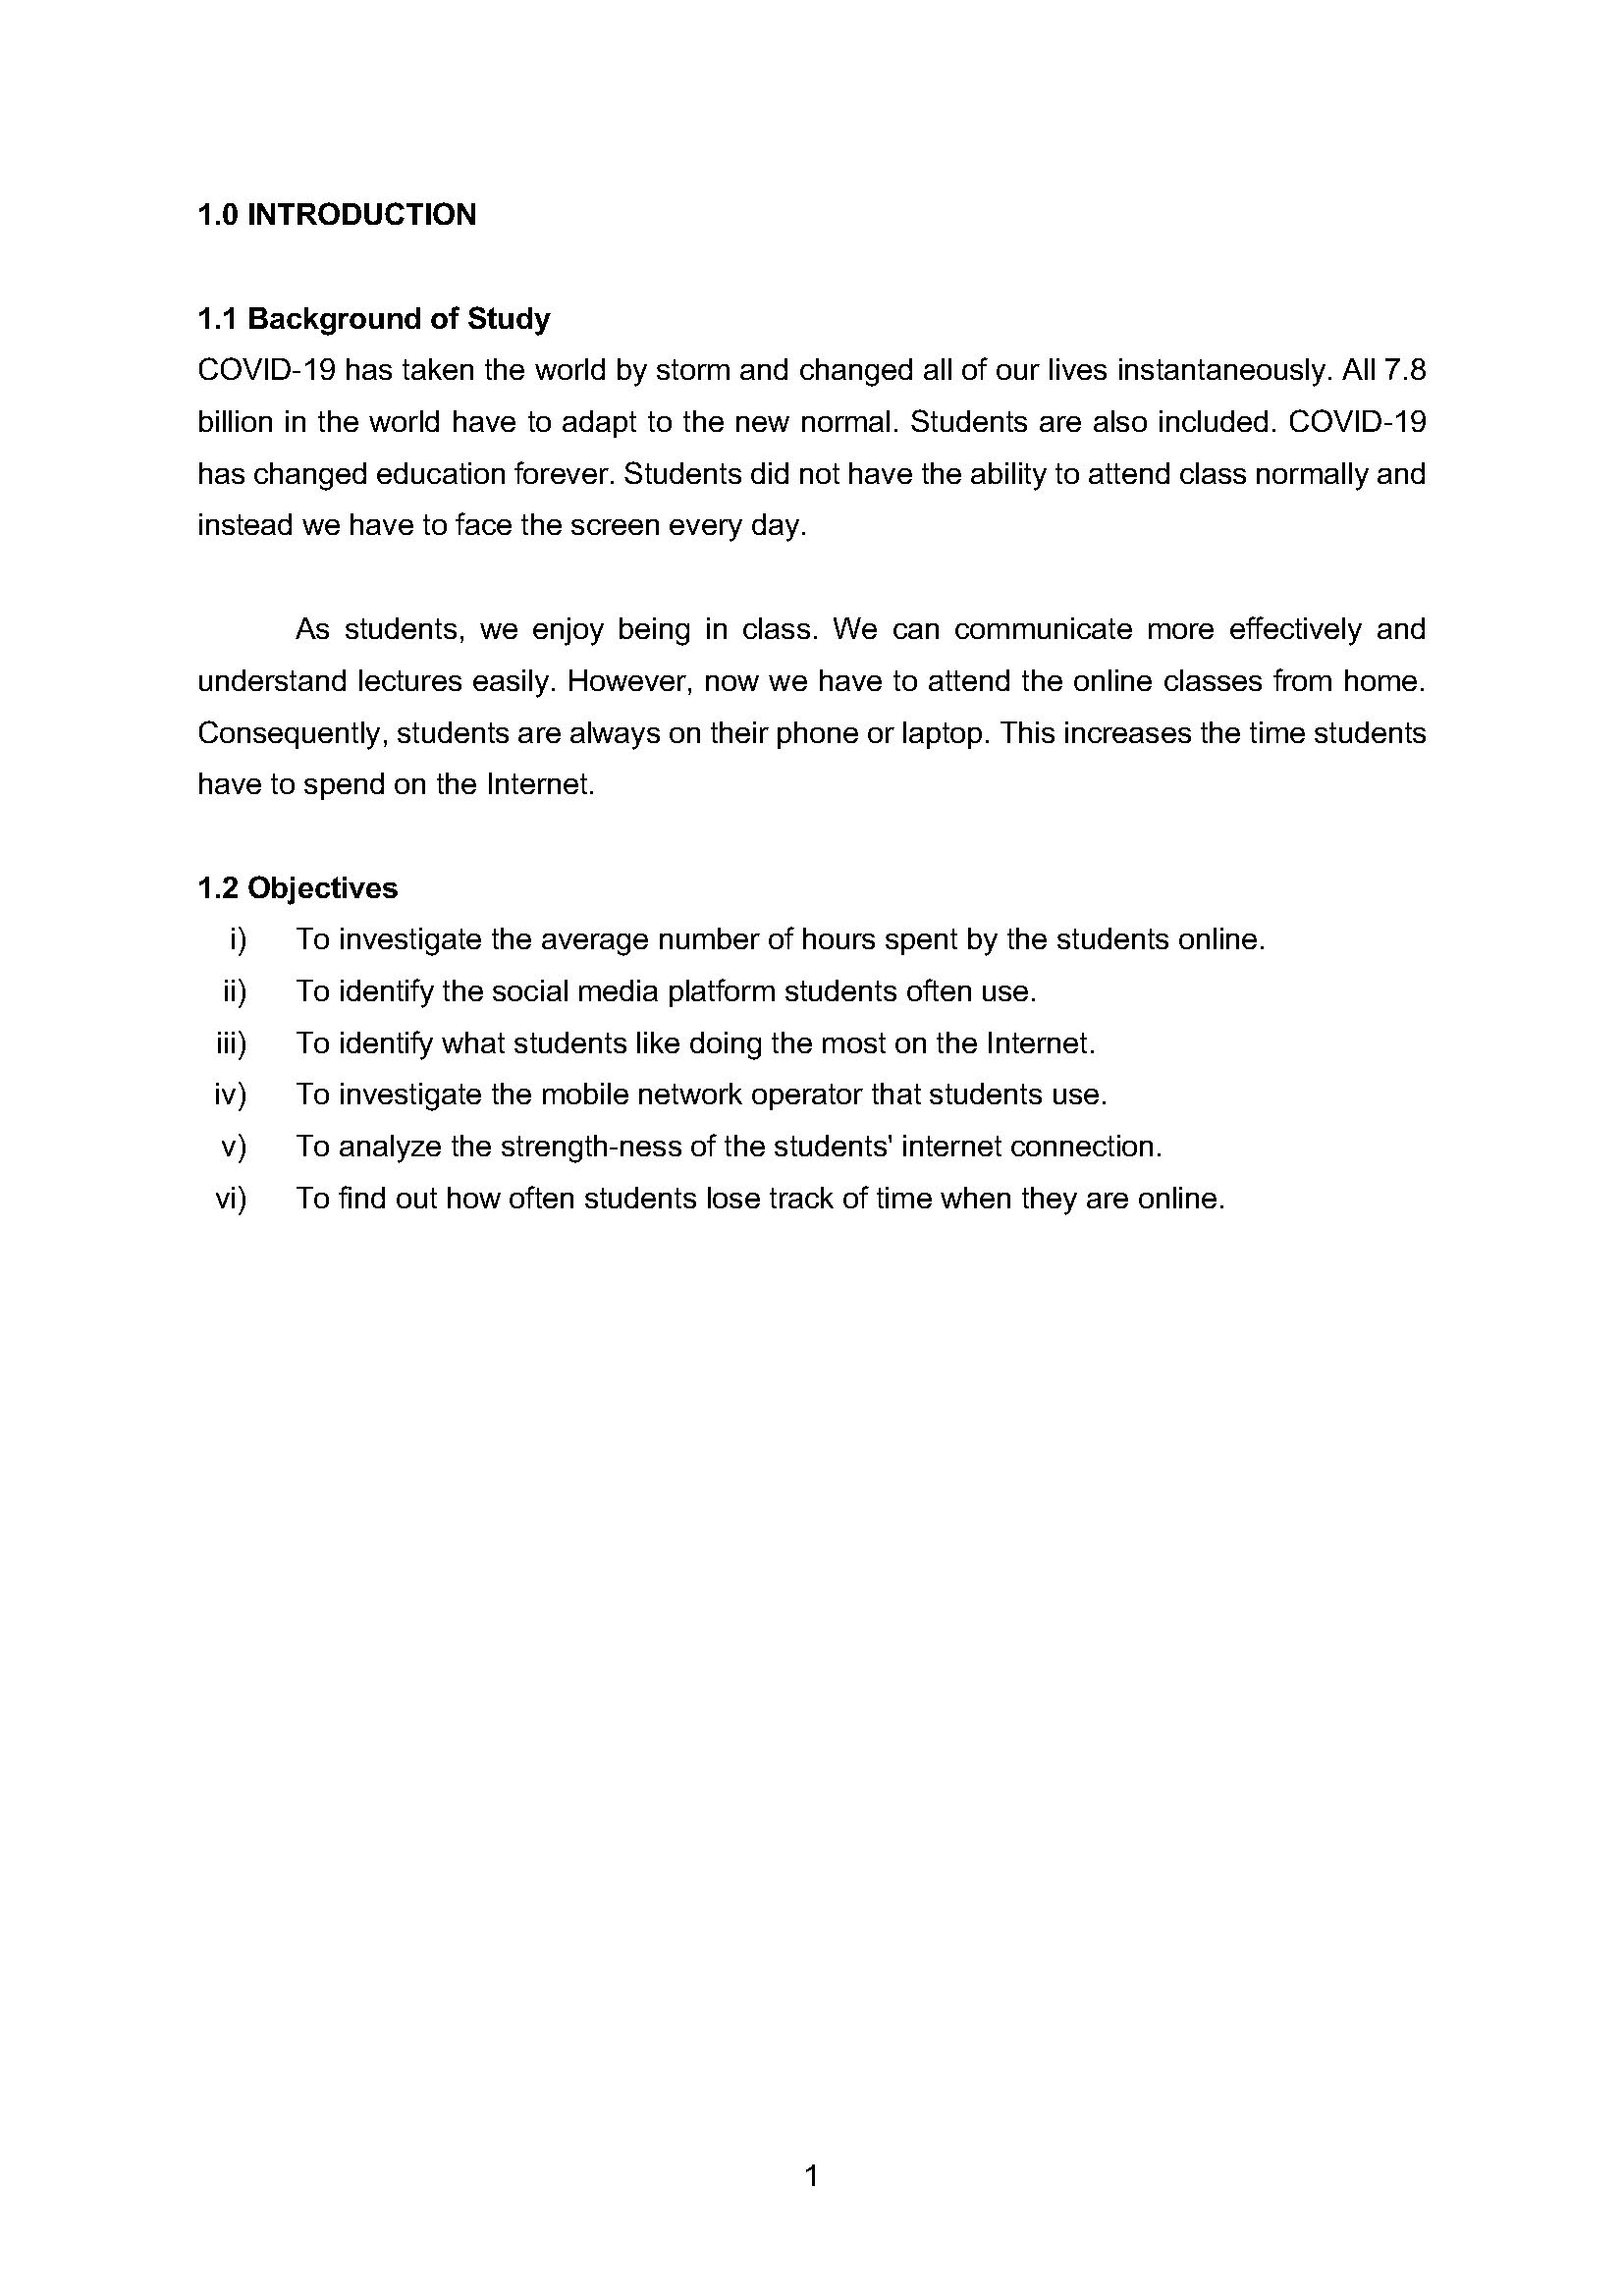 1.0 INTRODUCTION
1.1 Background of Study
COVID-19 has taken the world by storm and changed all of our lives instantaneously. All 7.8
billion in the world have to adapt to the new normal. Students are also included. COVID-19
has changed education forever. Students did not have the ability to attend class normally and
instead we have to face the screen every day.
As students, we enjoy being in class. We can communicate more effectively and
understand lectures easily. However, now we have to attend the online classes from home.
Consequently, students are always on their phone or laptop. This increases the time students
have to spend on the Internet.
1.2 Objectives
i) To investigate the average number of hours spent by the students online.
ii) To identify the social media platform students often use.
iii) To identify what students like doing the most on the Internet.
iv) To investigate the mobile network operator that students use.
v) To analyze the strength-ness of the students' internet connection.
vi) To find out how often students lose track of time when they are online.
1